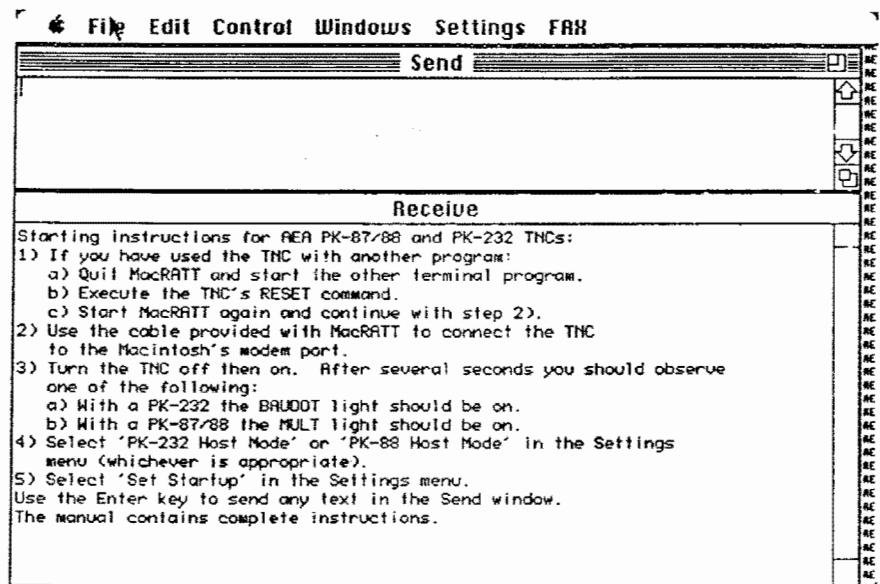 File Edit Control Windows Settings FAX
Send
Receive
Starting instructions for AEA PK-87/88 and PK-232 TNCs:
1) If you have used the TNC with another program:
a) Quit MacRATT and start the other terminal program.
b) Execute the TNC's RESET command.
c) Start MacRATT again and continue with step 2).
2) Use the cable provided with MacRATT to connect the TNC
to the Macintosh's modem port.
3) Turn the TNC off then on. After several seconds you should observe
one of the following:
a) With a PK-232 the BAUDOT light should be on.
b) With a PK-87/88 the MULT light should be on.
4) Select 'PK-232 Host Mode' or 'PK-88 Host Mode' in the Settings
menu (whichever is appropriate).
5) Select 'Set Startup' in the Settings menu.
Use the Enter key to send any text in the Send window.
The manual contains complete instructions.